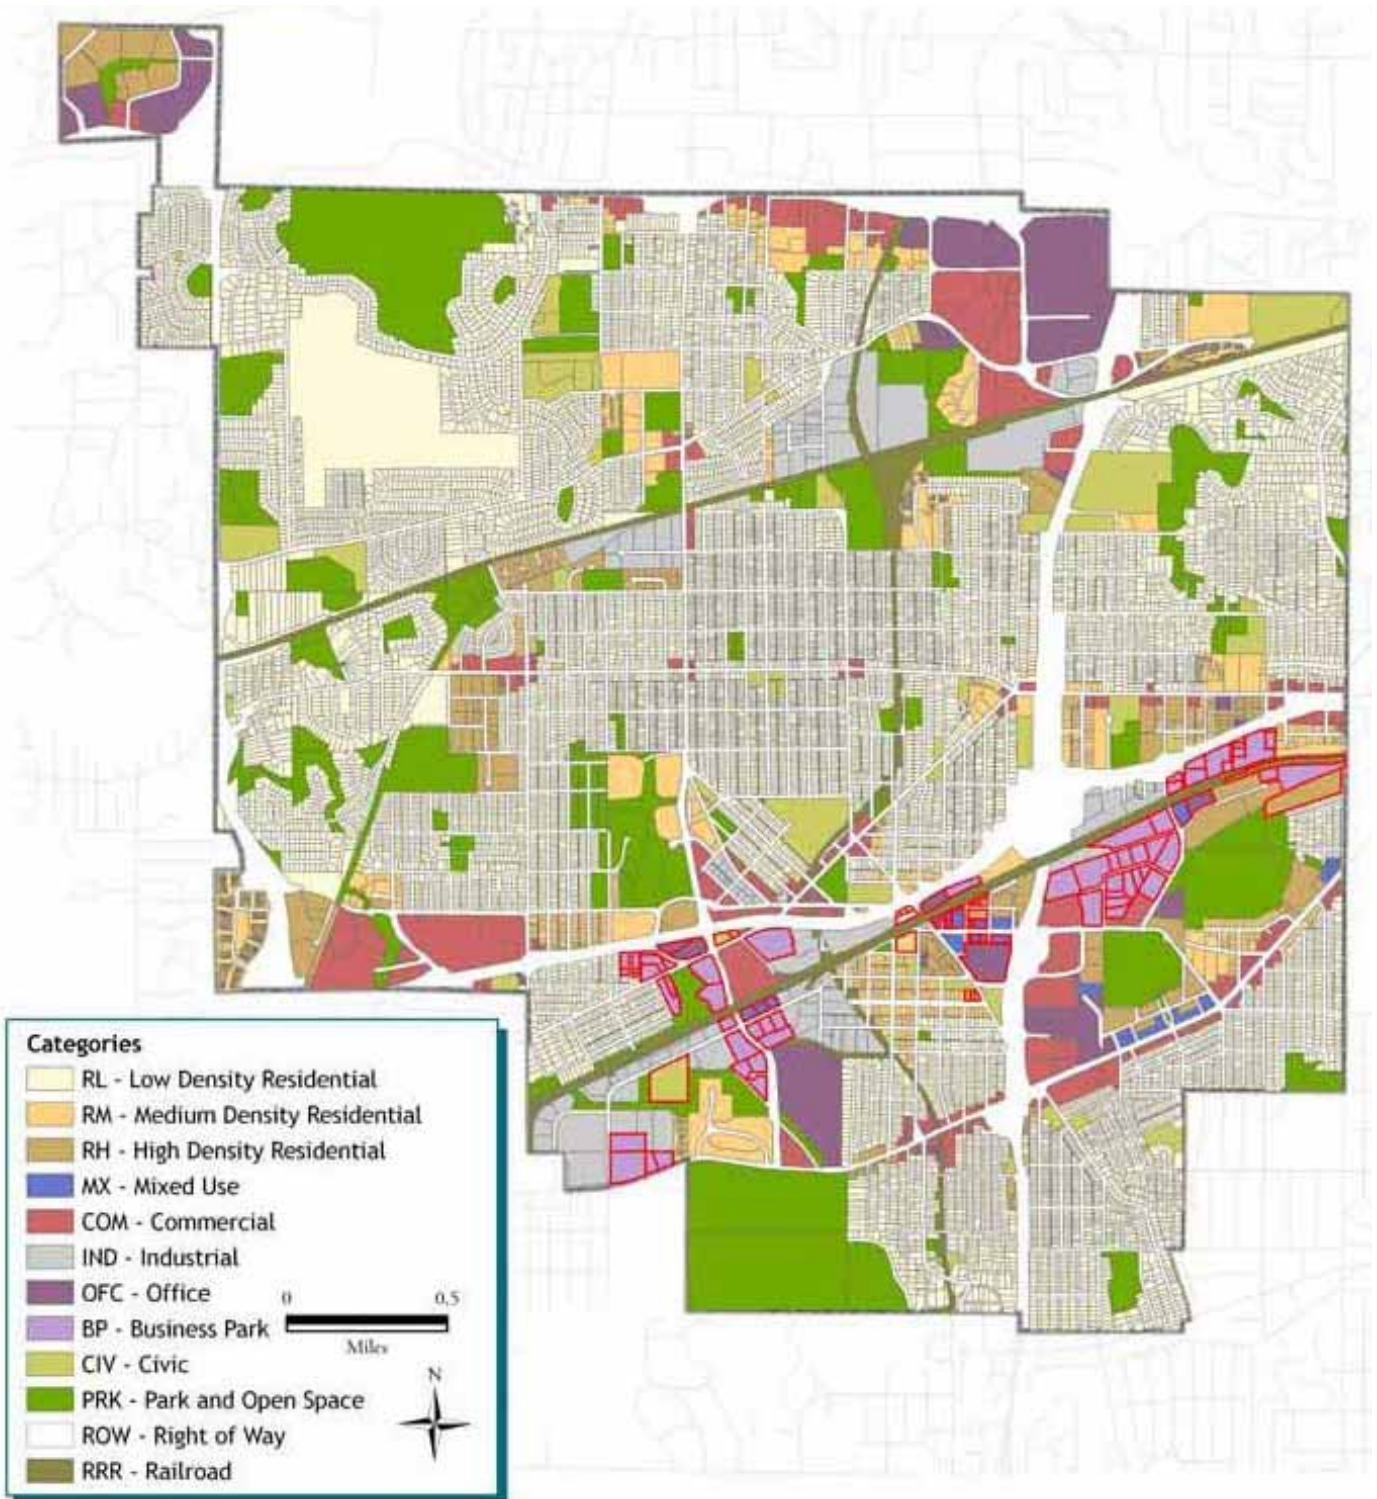 Categories
RL - Low Density Residential
RM - Medium Density Residential
RH - High Density Residential
MX - Mixed Use
COM - Commercial
IND - Industrial
OFC - Office
0 0.5
BP - Business Park
Miles
CIV - Civic
N
PRK - Park and Open Space
ROW - Right of Way
RRR - Railroad